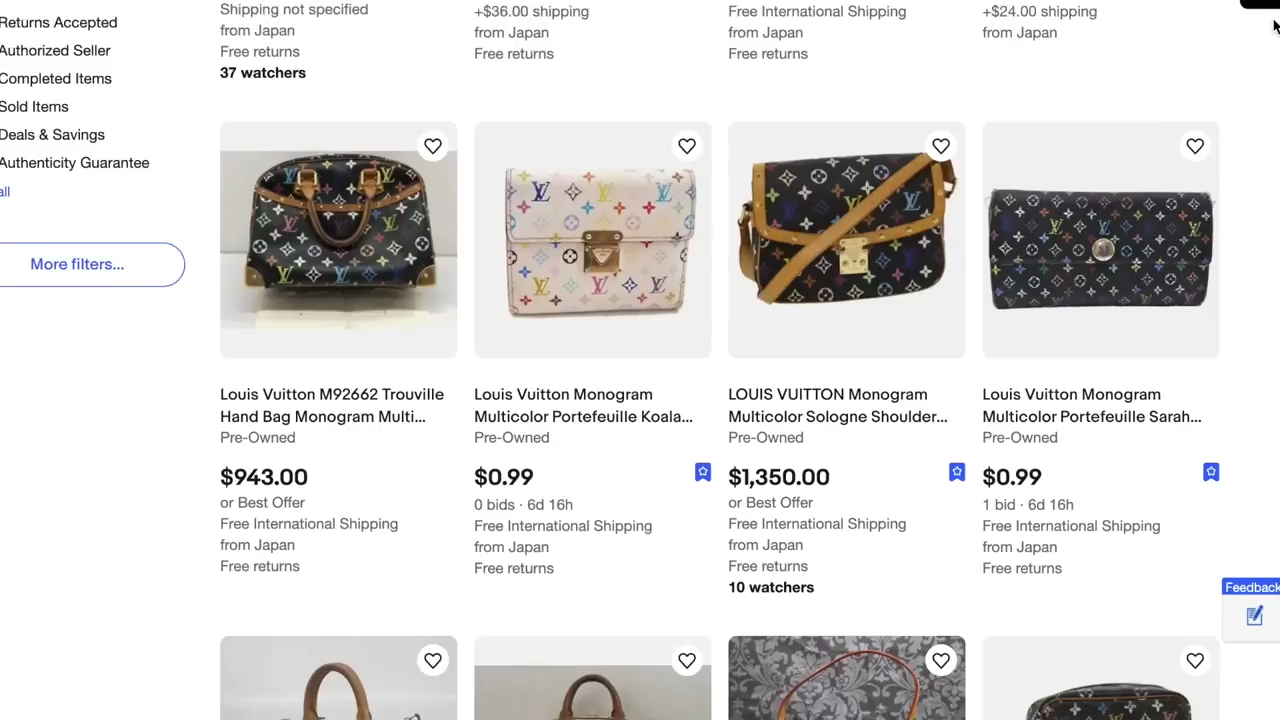 Returns Accepted
Authorized Seller
Completed Items
Sold Items
Deals & Savings
Authenticity Guarantee
all
More filters...
Shipping not specified
from Japan
Free returns
37 watchers
+$36.00 shipping
from Japan
Free returns
Free International Shipping
from Japan
Free returns
+$24.00 shipping
from Japan
Louis Vuitton M92662 Trouville
Hand Bag Monogram Multi...
Pre-Owned
$943.00
or Best Offer
Free International Shipping
from Japan
Free returns
Louis Vuitton Monogram
Multicolor Portefeuille Koala...
Pre-Owned
$0.99
0 bids · 6d 16h
Free International Shipping
from Japan
Free returns
LOUIS VUITTON Monogram
Multicolor Sologne Shoulder...
Pre-Owned
$1,350.00
or Best Offer
Free International Shipping
from Japan
Free returns
10 watchers
Louis Vuitton Monogram
Multicolor Portefeuille Sarah...
Pre-Owned
$0.99
1 bid · 6d 16h
Free International Shipping
from Japan
Free returns
Feedback